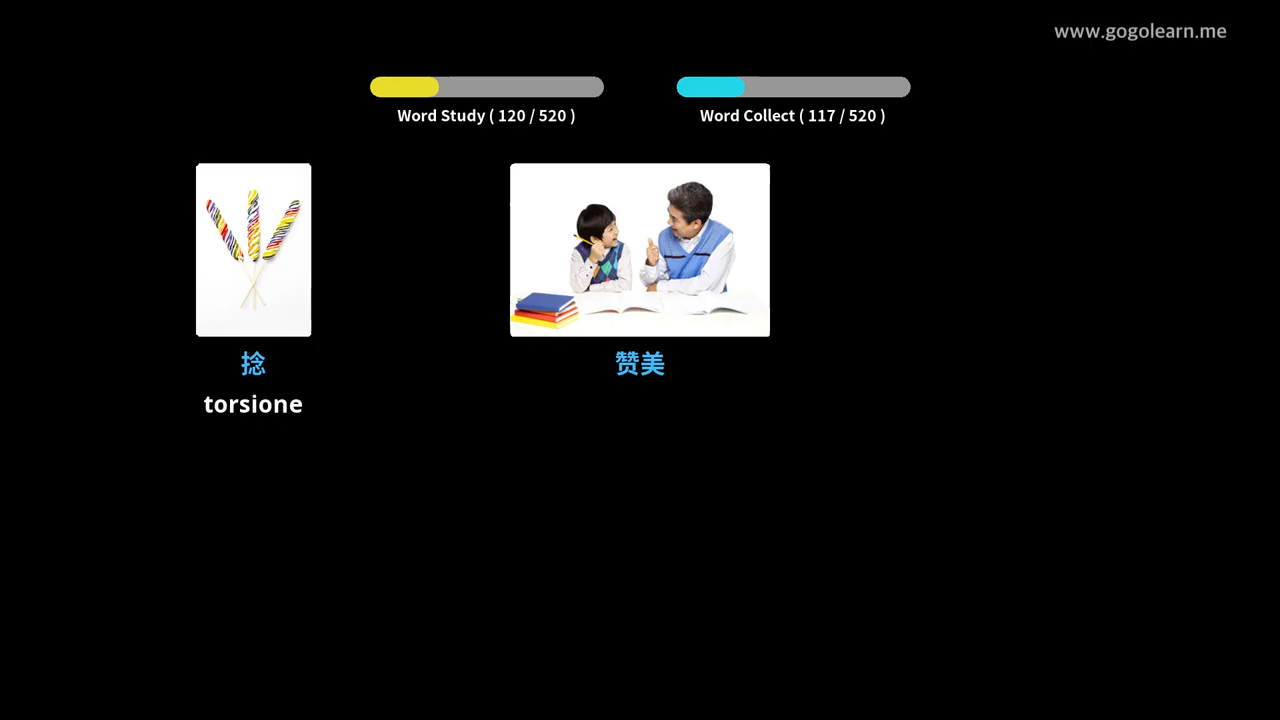 www.gogolearn.me
Word Study ( 120 / 520 )
Word Collect ( 117 / 520 )
捻
赞美
torsione